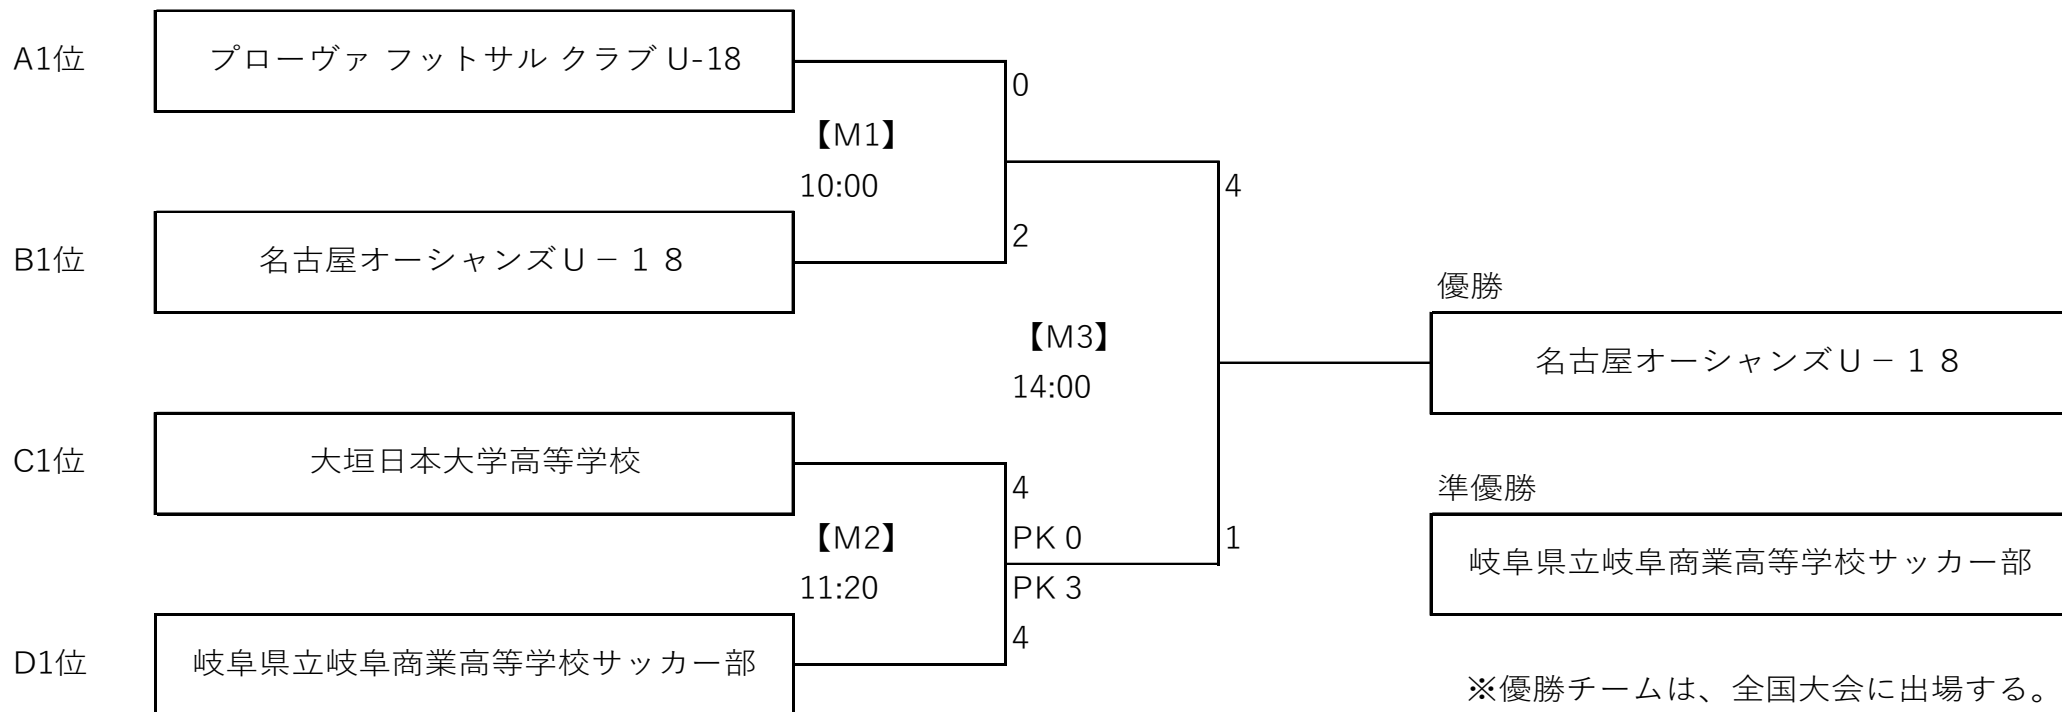 A1位
プローヴァ フットサル クラブ U-18
0
【M1】
10:00
4
2
B1位
名古屋オーシャンズＵ－１８
優勝
【M3】
名古屋オーシャンズＵ－１８
14:00
C1位
大垣日本大学高等学校
4
準優勝
【M2】
PK 0
1
岐阜県立岐阜商業高等学校サッカー部
11:20
PK 3
4
D1位
岐阜県立岐阜商業高等学校サッカー部
※優勝チームは、全国大会に出場する。